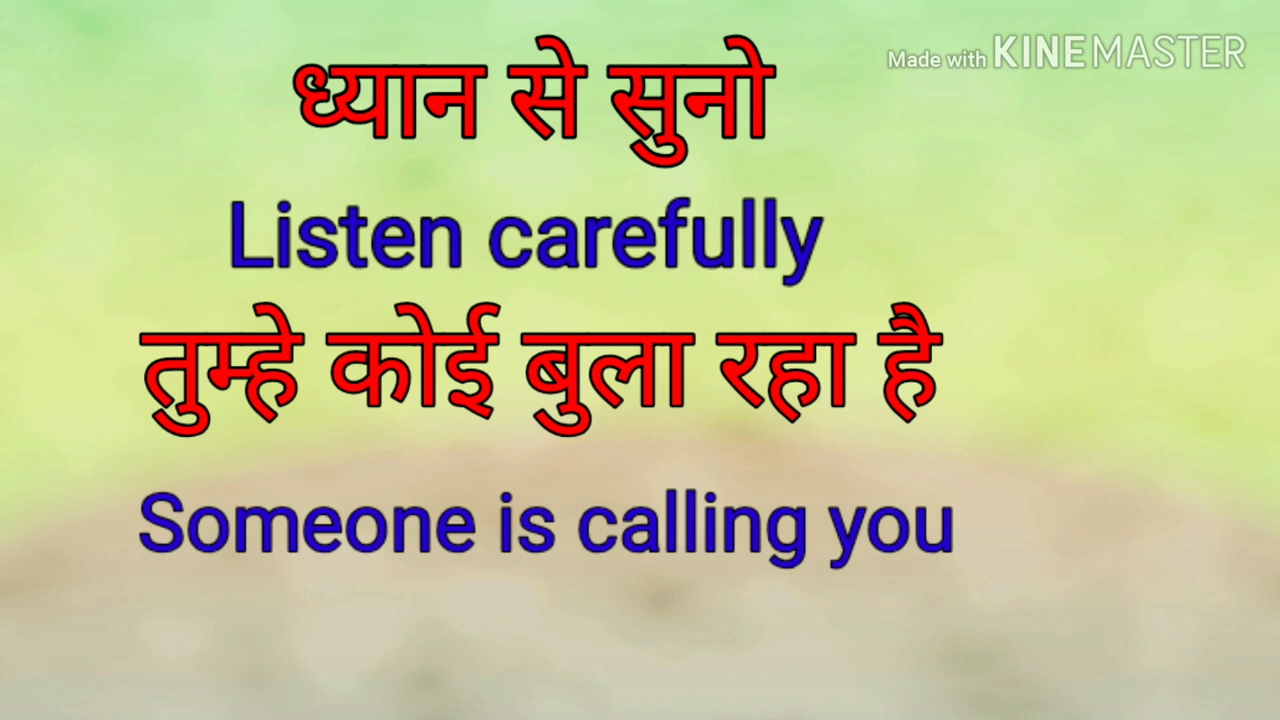 Made with KINEMASTER
ध्यान से सुनो
Listen carefully
तुम्हे कोई बुला रहा है
Someone is calling you